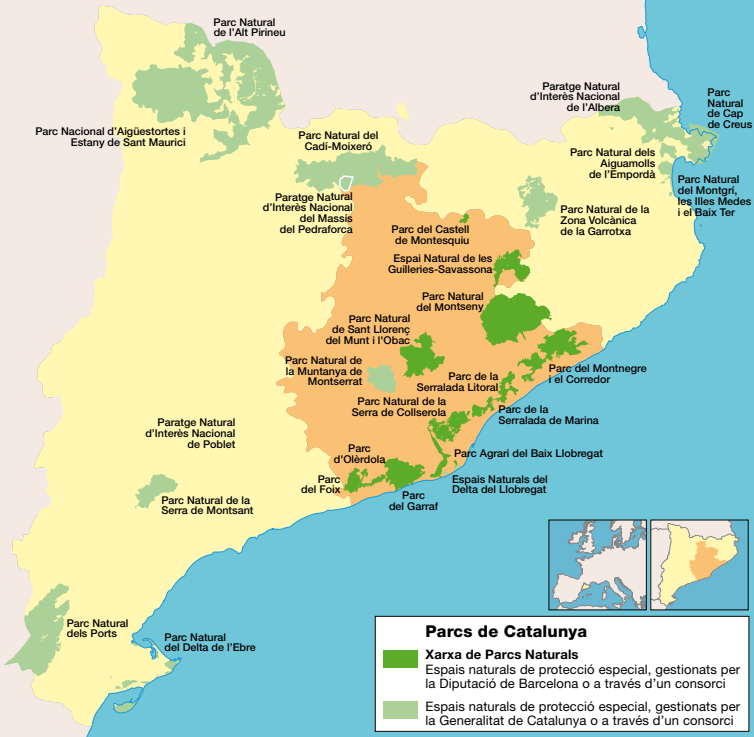 Parc Natural
de l'Alt Pirineu
Parc Nacional d'Aigüestortes i
Estany de Sant Maurici
Parc Natural del
Cadí-Moixeró
Paratge Natural
d'Interès Nacional
del Massís
del Pedraforca
Paratge Natural
d'Interès Nacional
de l'Albera
Parc
Natural
de Cap
de Creus
Parc Natural dels
Aiguamolls
de l'Empordà
Parc Natural
del Montgrí,
les Illes Medes
i el Baix Ter
Parc Natural de la
Zona Volcànica
de la Garrotxa
Parc del Castell
de Montesquiu
Espai Natural de les
Guilleries-Savassona
Parc Natural
del Montseny
Parc Natural
de Sant Llorenç
del Munt i l'Obac
Parc Natural de
la Muntanya de
Montserrat
Parc de la
Serralada Litoral
Parc del Montnegre
i el Corredor
Parc Natural de la
Serra de Collserola
Parc de la
Serralada de Marina
Paratge Natural
d'Interès Nacional
de Poblet
Parc
d'Olèrdola
Parc Agrari del Baix Llobregat
Parc
del Foix
Espais Naturals del
Delta del Llobregat
Parc
del Garraf
Parc Natural de la
Serra de Montsant
Parc Natural
dels Ports
Parc Natural
del Delta de l'Ebre
Parcs de Catalunya
Xarxa de Parcs Naturals
Espais naturals de protecció especial, gestionats per
la Diputació de Barcelona o a través d'un consorci
Espais naturals de protecció especial, gestionats per
la Generalitat de Catalunya o a través d'un consorci